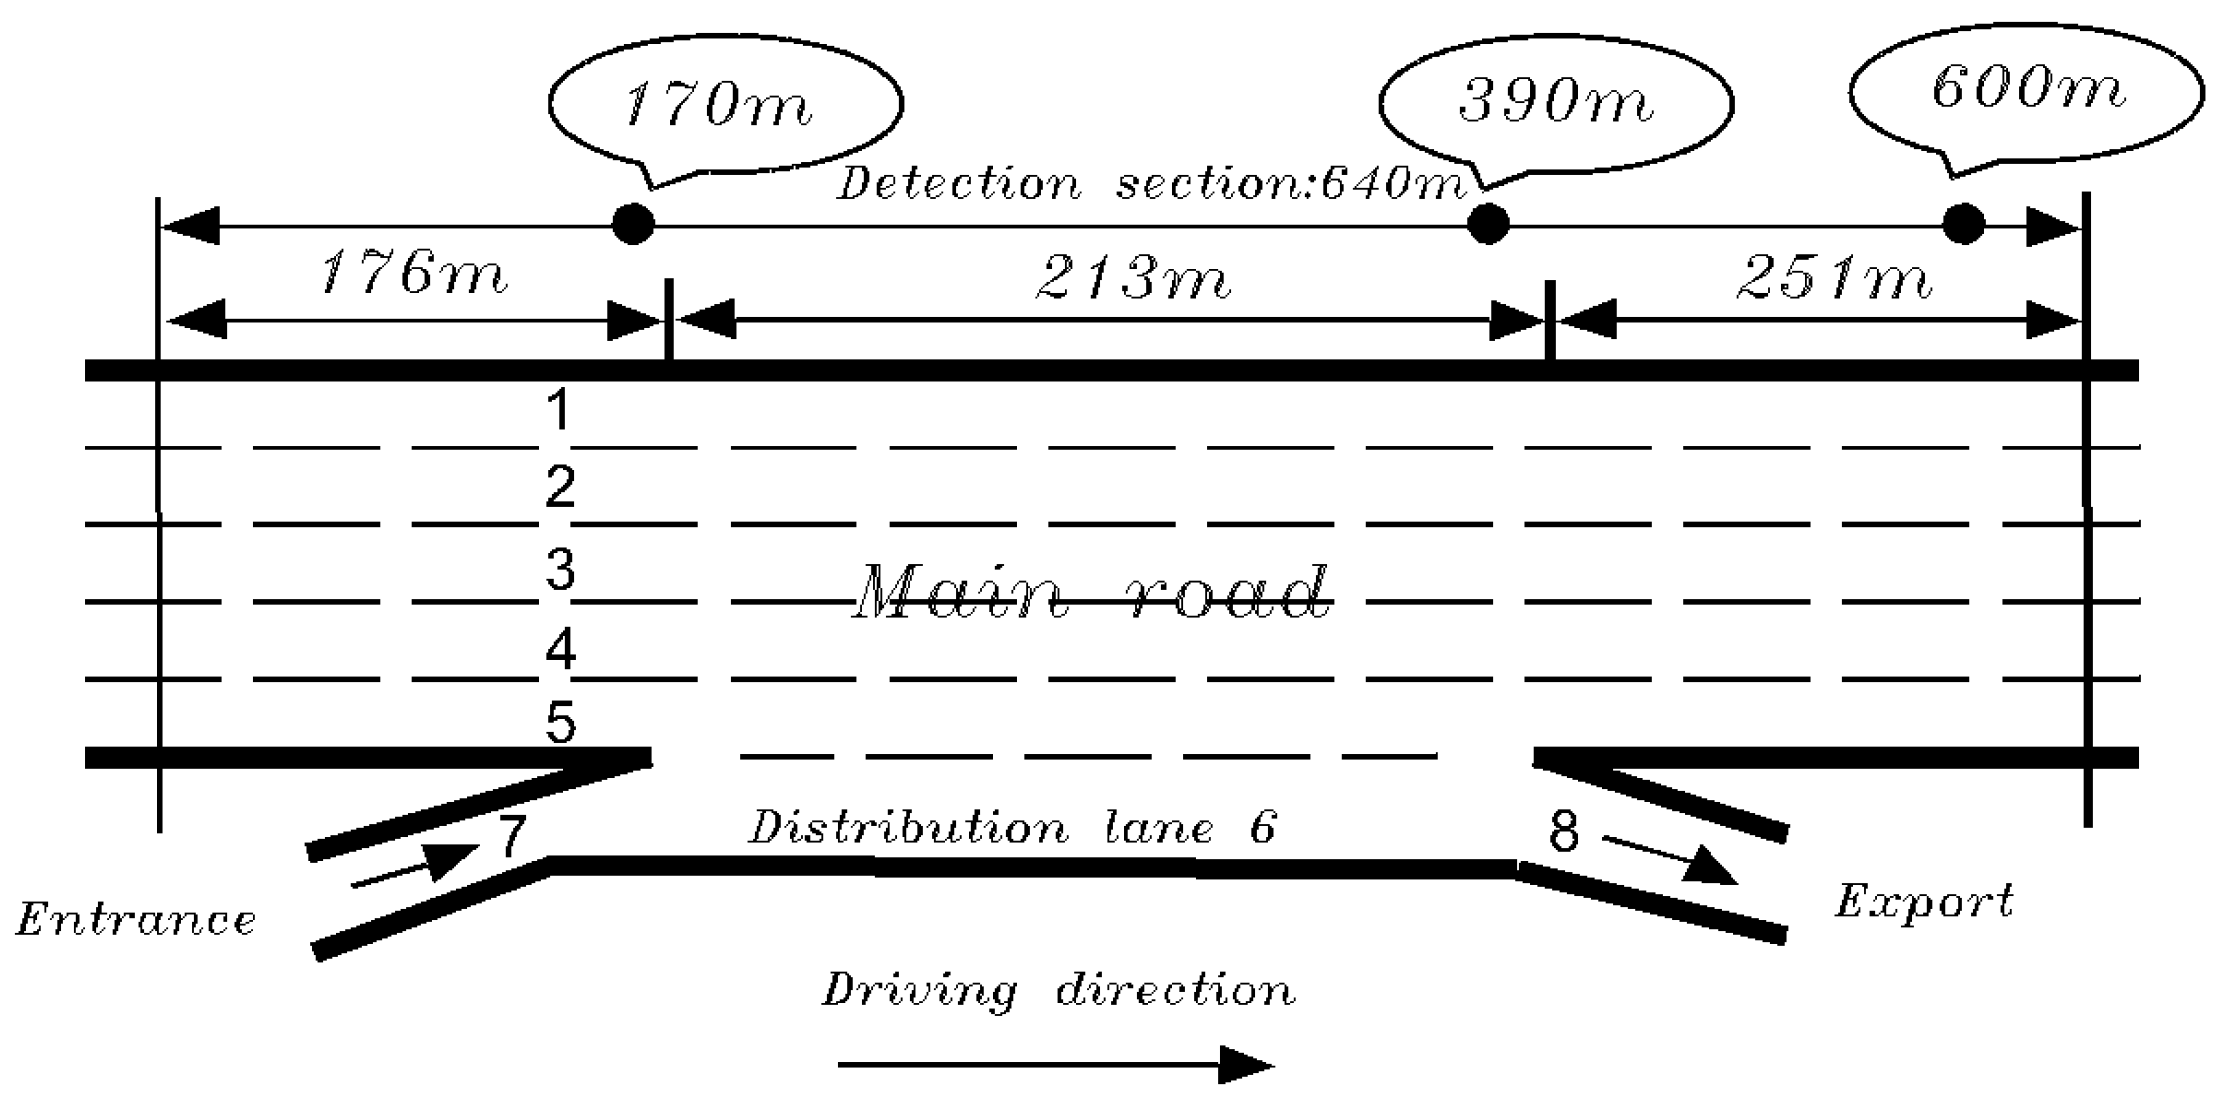 170m
390m
600m
Detection section:640m
176m
213m
251m
1
2
3
Main road
4
5
7
Distribution lane 6
8
Entrance
Export
Driving direction